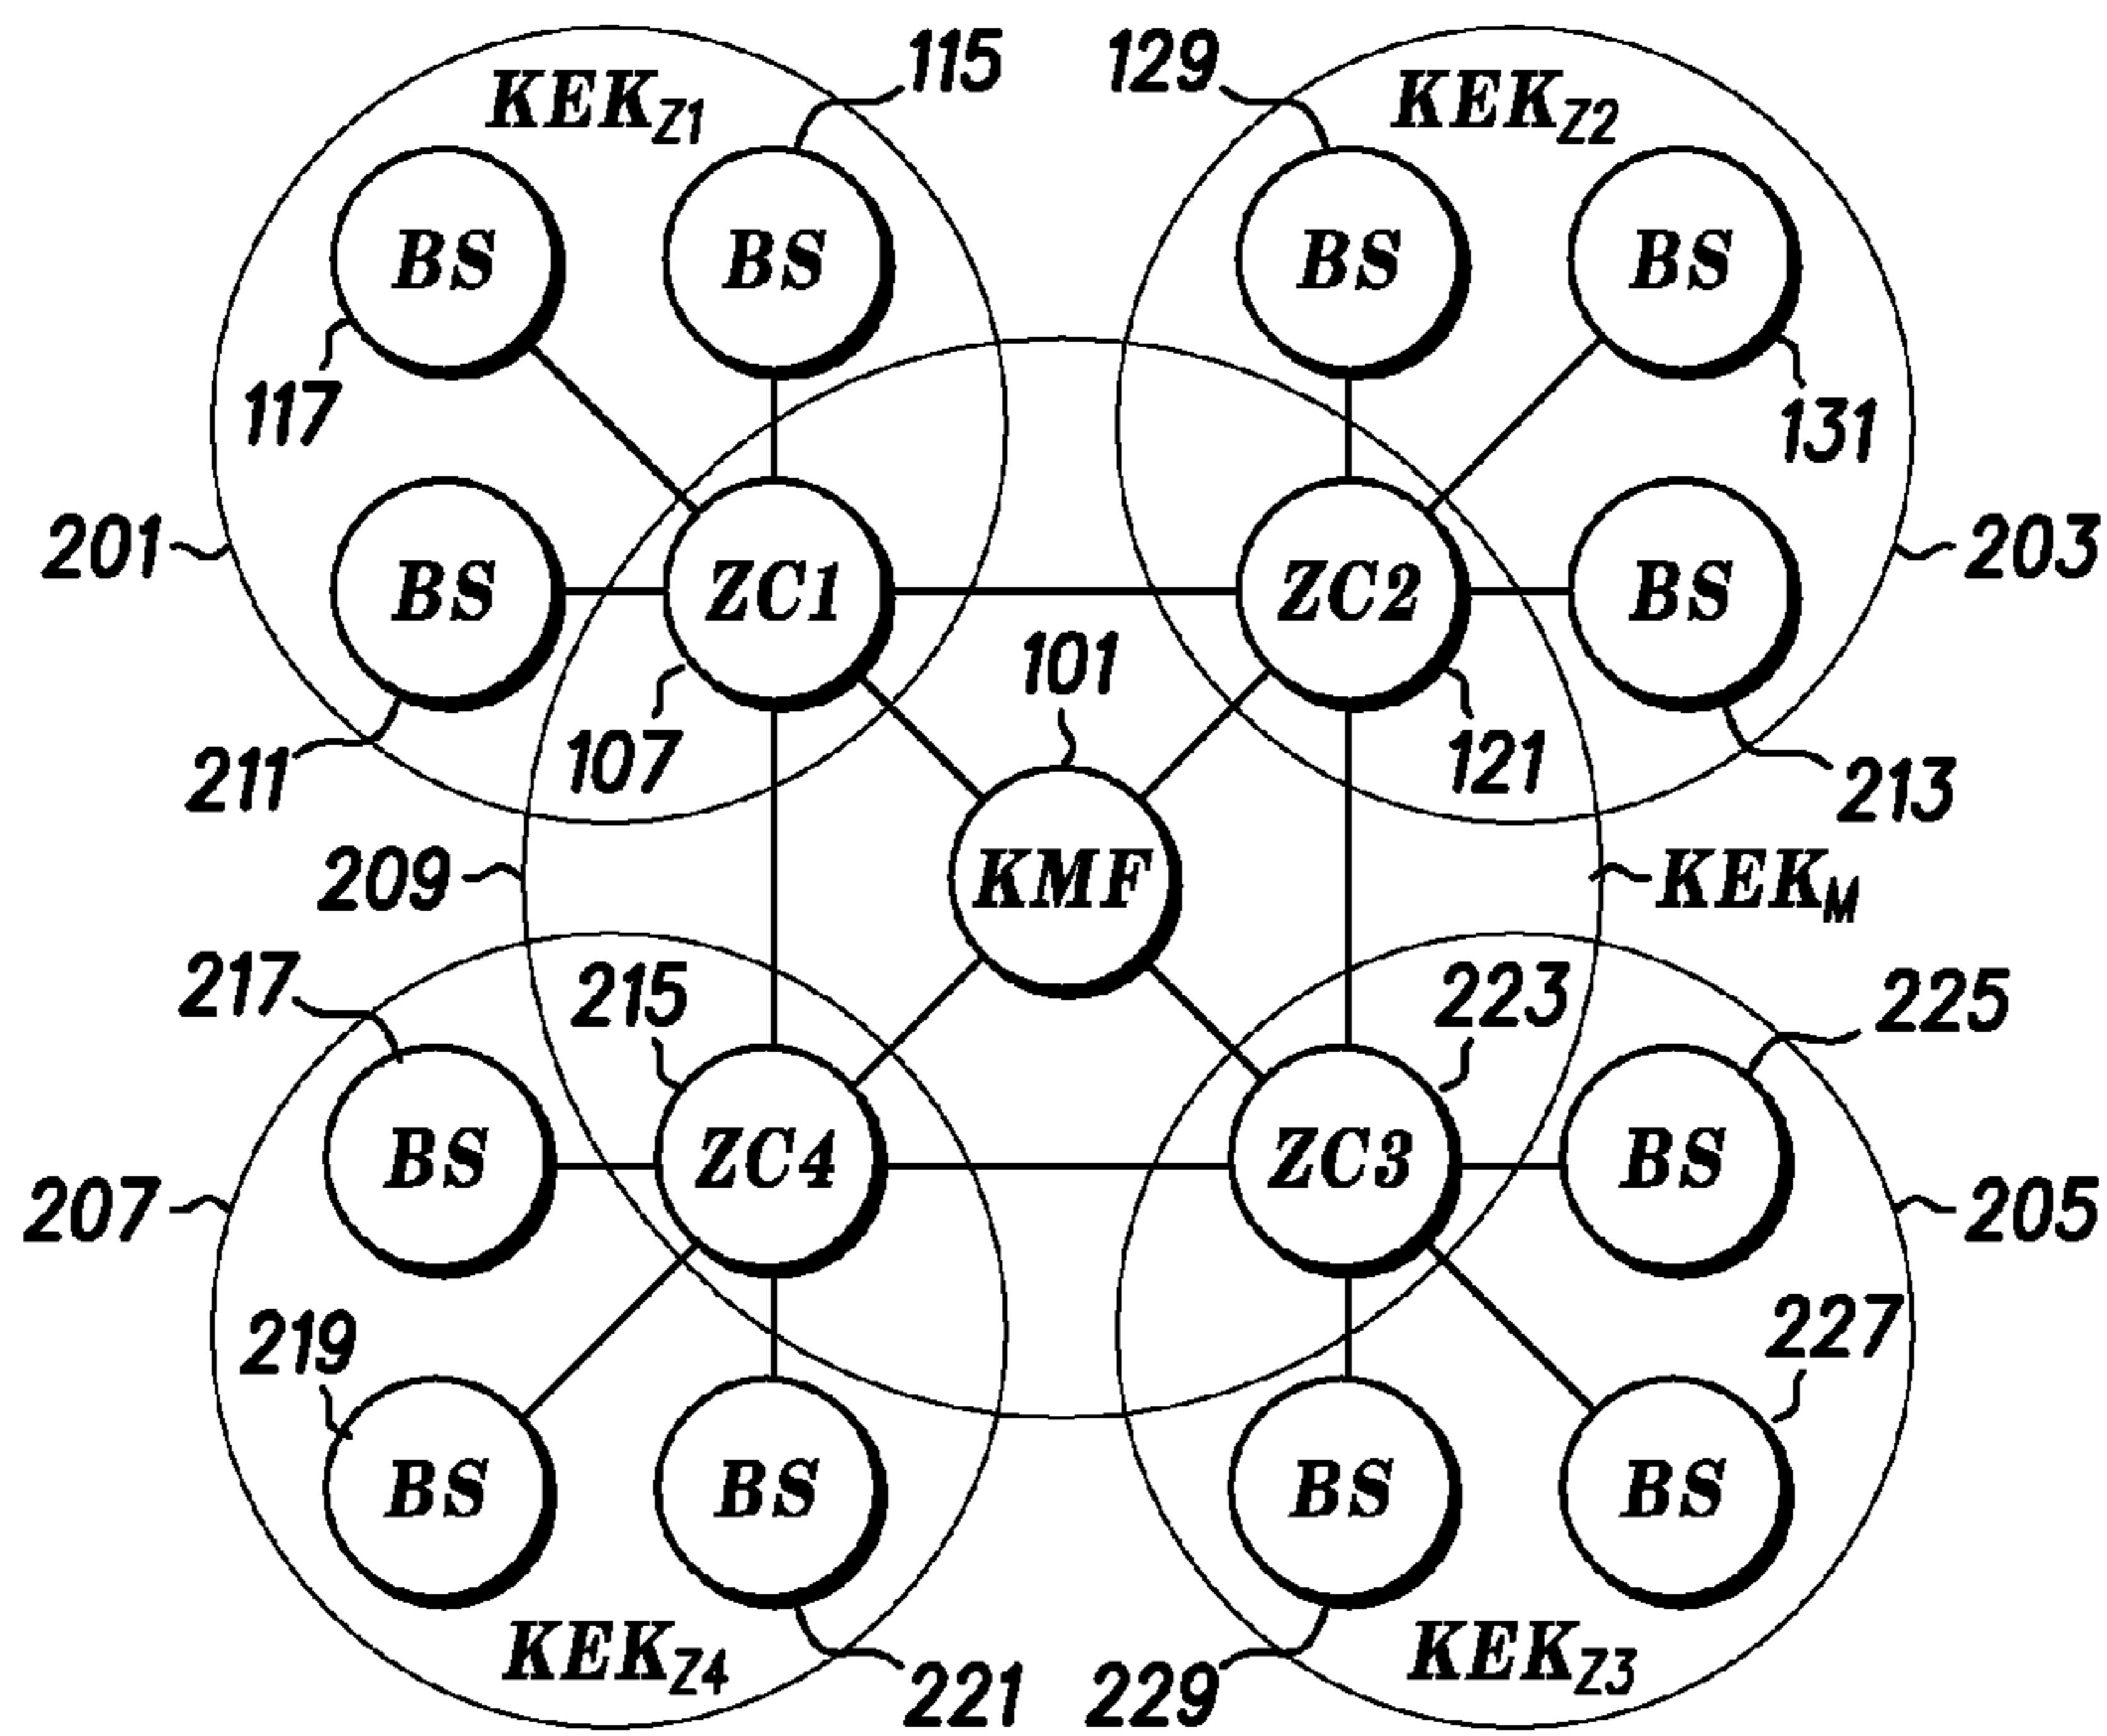 115
129
KEKZ1
KEKZ2
BS
BS
BS
BS
117
131
201
BS
ZC1
ZC2
BS
203
101
107
121
211
213
209
KMF
KEKM
217
215
223
225
BS
ZC4
ZC3
BS
207
205
219
227
BS
BS
BS
BS
KEKZ4
KEKZ3
221
229